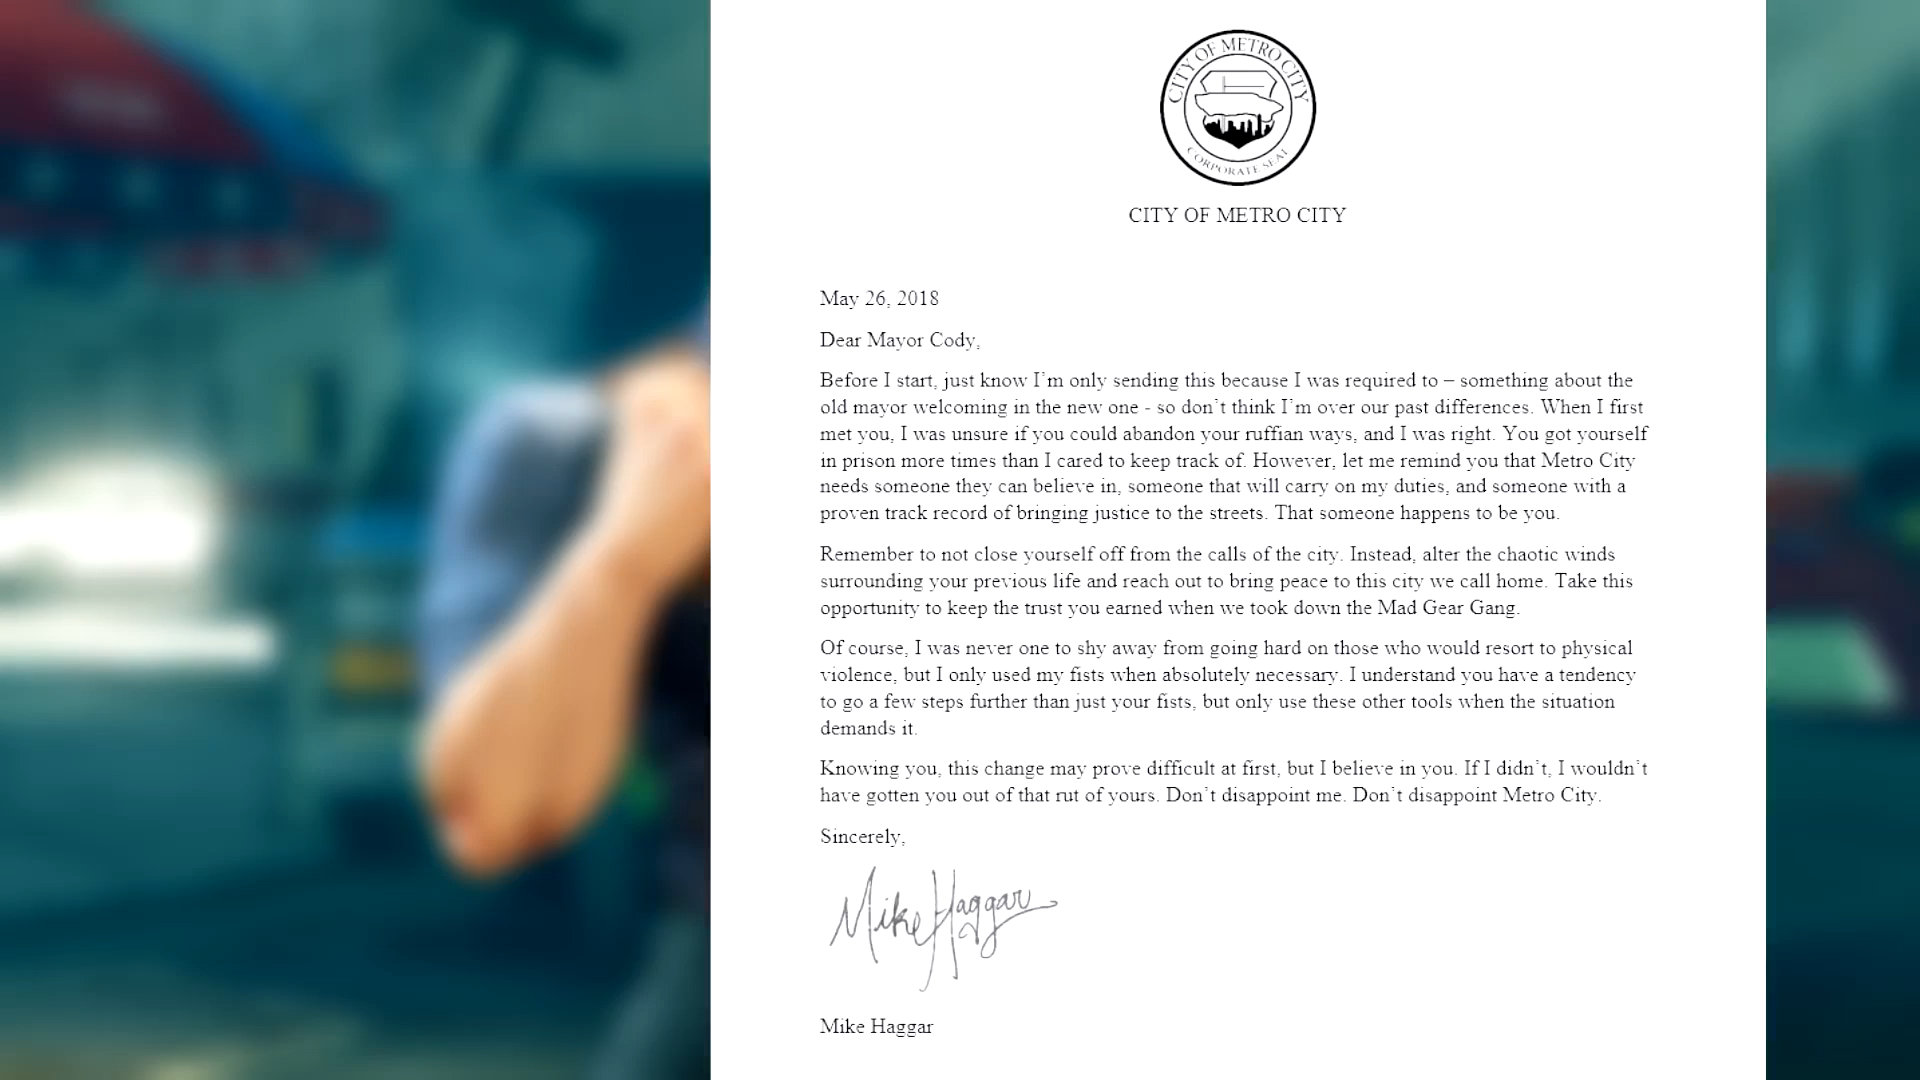 CITY OF METRO CITY
CORPORATE SEAL
CITY OF METRO CITY
May 26, 2018
Dear Mayor Cody,
Before I start, just know I’m only sending this because I was required to – something about the
old mayor welcoming in the new one - so don’t think I’m over our past differences. When I first
met you, I was unsure if you could abandon your ruffian ways, and I was right. You got yourself
in prison more times than I cared to keep track of. However, let me remind you that Metro City
needs someone they can believe in, someone that will carry on my duties, and someone with a
proven track record of bringing justice to the streets. That someone happens to be you.
Remember to not close yourself off from the calls of the city. Instead, alter the chaotic winds
surrounding your previous life and reach out to bring peace to this city we call home. Take this
opportunity to keep the trust you earned when we took down the Mad Gear Gang.
Of course, I was never one to shy away from going hard on those who would resort to physical
violence, but I only used my fists when absolutely necessary. I understand you have a tendency
to go a few steps further than just your fists, but only use these other tools when the situation
demands it.
Knowing you, this change may prove difficult at first, but I believe in you. If I didn’t, I wouldn’t
have gotten you out of that rut of yours. Don’t disappoint me. Don’t disappoint Metro City.
Sincerely,
Mike Haggar
Mike Haggar